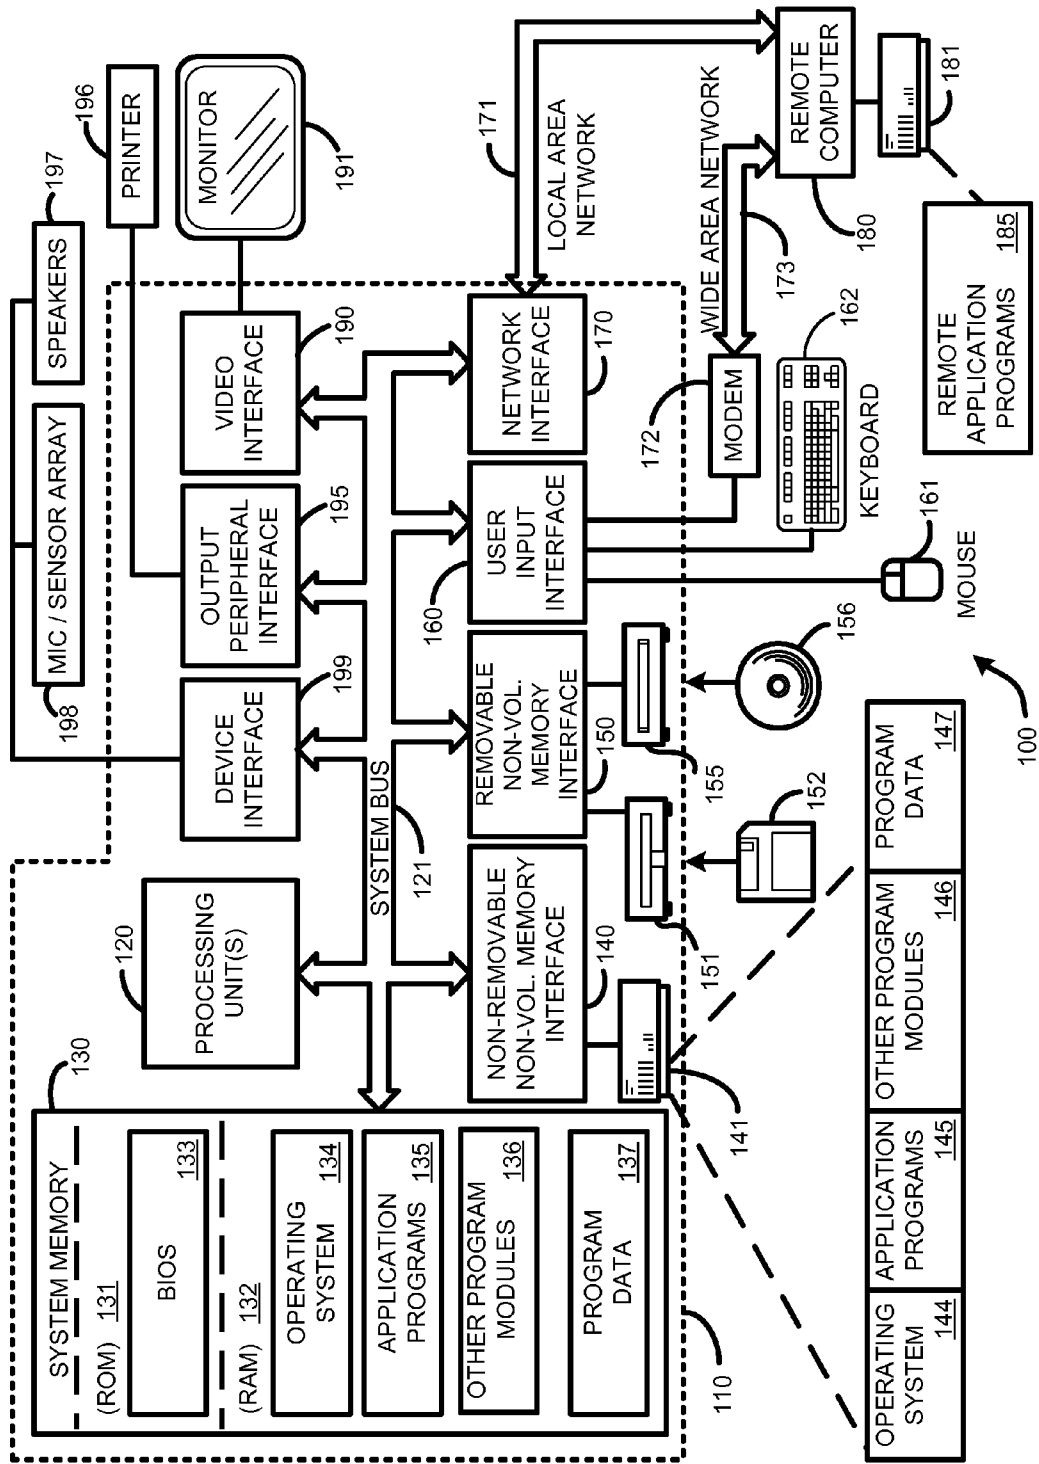 SYSTEM MEMORY
130
(ROM) 131
BIOS
133
(RAM) 132
OPERATING
SYSTEM 134
APPLICATION
PROGRAMS 135
OTHER PROGRAM
MODULES 136
PROGRAM
DATA 137
120
PROCESSING
UNIT(S)
SYSTEM BUS
121
198
MIC / SENSOR ARRAY
SPEAKERS
197
PRINTER
196
MONITOR
191
DEVICE
INTERFACE
199
OUTPUT
PERIPHERAL
INTERFACE
195
VIDEO
INTERFACE
190
NON-REMOVABLE
NON-VOL. MEMORY
INTERFACE
140
REMOVABLE
NON-VOL.
MEMORY
INTERFACE
150
160
USER
INPUT
INTERFACE
NETWORK
INTERFACE
170
171
LOCAL AREA
NETWORK
WIDE AREA NETWORK
173
172
MODEM
REMOTE
COMPUTER
180
181
REMOTE
APPLICATION
PROGRAMS
185
162
KEYBOARD
161
MOUSE
141
151
155
152
156
110
OPERATING
SYSTEM 144
APPLICATION
PROGRAMS 145
OTHER PROGRAM
MODULES 146
PROGRAM
DATA 147
100